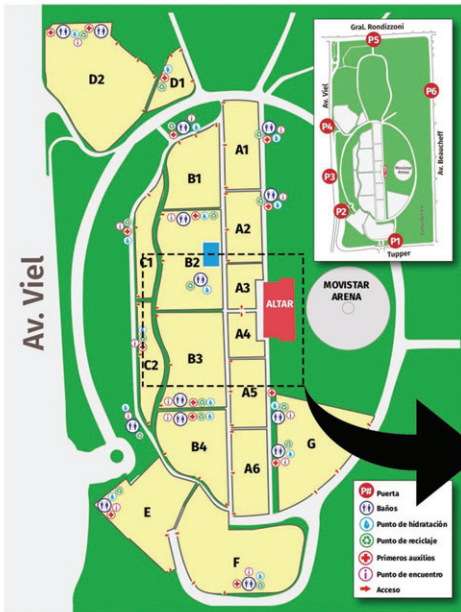 D2
D1
Av. Viel
B1
A1
A2
B2
C1
A3
ALTAR
MOVISTAR
ARENA
A4
B3
C2
A5
G
B4
A6
E
F
Gral. Rondizzoni
P5
Av. Viel
P6
P4
Av. Beaucheff
P3
Movistar
Arena
P2
P1
Tupper
P# Puerta
Baños
Punto de hidratación
Punto de reciclaje
Primeros auxilios
Punto de encuentro
Acceso